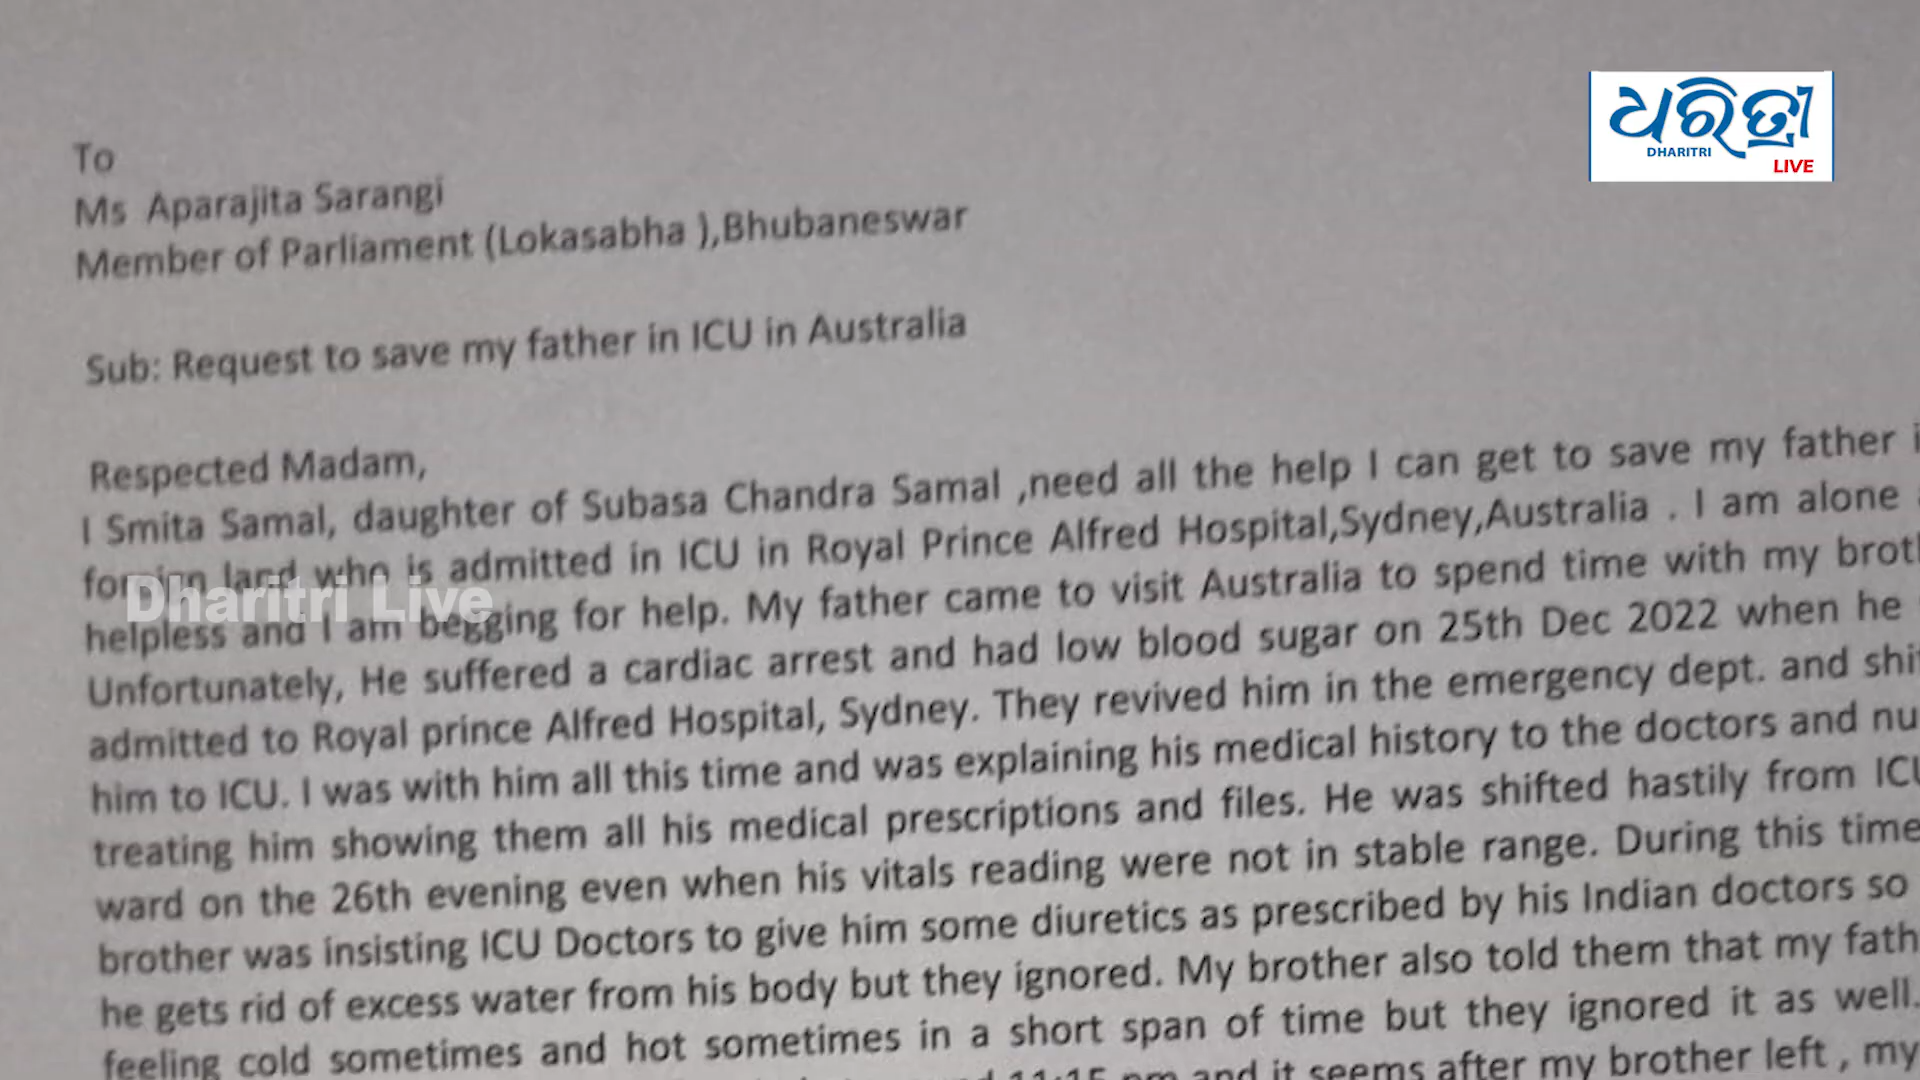 ଧରିତ୍ରୀ
DHARITRI
LIVE
To
Ms Aparajita Sarangi
Member of Parliament (Lokasabha ),Bhubaneswar
Sub: Request to save my father in ICU in Australia
Respected Madam,
I Smita Samal, daughter of Subasa Chandra Samal ,need all the help I can get to save my father
foreign land who is admitted in ICU in Royal Prince Alfred Hospital,Sydney,Australia . I am alone
Dharitri Live
helpless and I am begging for help. My father came to visit Australia to spend time with my
Unfortunately, He suffered a cardiac arrest and had low blood sugar on 25th Dec 2022 when he
admitted to Royal prince Alfred Hospital, Sydney. They revived him in the emergency dept. and
him to ICU. I was with him all this time and was explaining his medical history to the doctors and
treating him showing them all his medical prescriptions and files. He was shifted hastily from ICU
ward on the 26th evening even when his vitals reading were not in stable range. During this time
brother was insisting ICU Doctors to give him some diuretics as prescribed by his Indian doctors so
he gets rid of excess water from his body but they ignored. My brother also told them that my
feeling cold sometimes and hot sometimes in a short span of time but they ignored it as well.
11:15 pm and it seems after my brother left , my